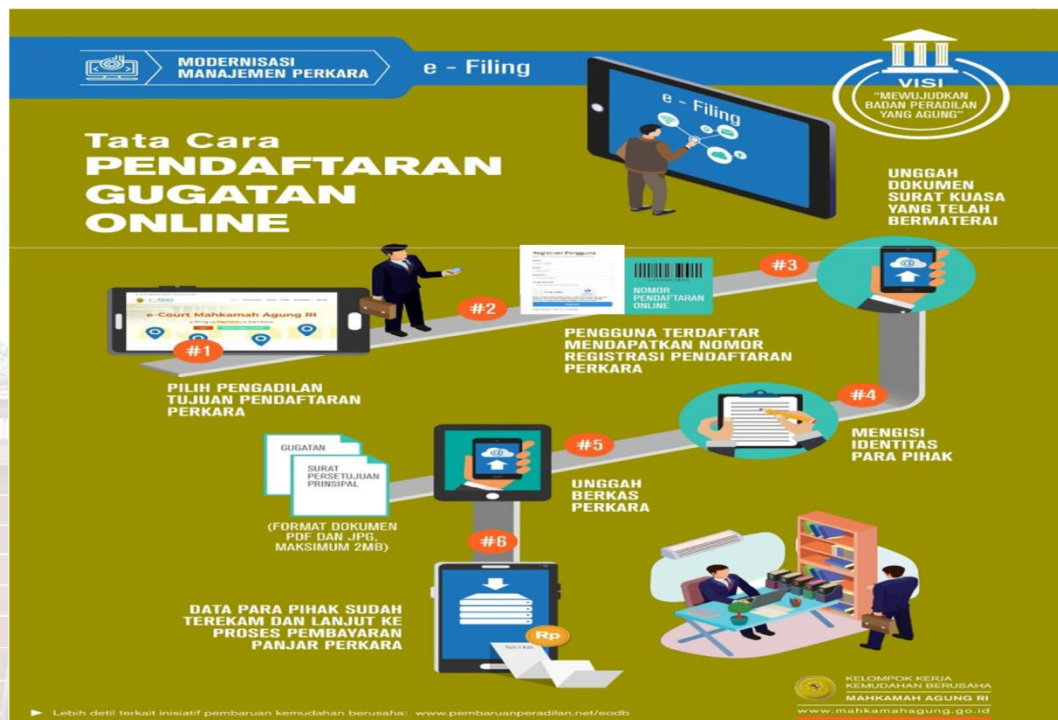 MODERNISASI
MANAJEMEN PERKARA
e - Filing
VISI
"MEWUJUDKAN
BADAN PERADILAN
YANG AGUNG"
e - Filing
Tata Cara
PENDAFTARAN
GUGATAN
ONLINE
UNGGAH
DOKUMEN
SURAT KUASA
YANG TELAH
BERMATERAI
#3
#2
Registrasi Pengguna
NOMOR
PENDAFTARAN
ONLINE
e-Court Mahkamah Agung RI
#1
PENGGUNA TERDAFTAR
MENDAPATKAN NOMOR
REGISTRASI PENDAFTARAN
PERKARA
PILIH PENGADILAN
TUJUAN PENDAFTARAN
PERKARA
#4
MENGISI
IDENTITAS
PARA PIHAK
#5
UNGGAH
BERKAS
PERKARA
GUGATAN
SURAT
PERSETUJUAN
PRINSIPAL
(FORMAT DOKUMEN
PDF DAN JPG,
MAKSIMUM 2MB)
#6
DATA PARA PIHAK SUDAH
TEREKAM DAN LANJUT KE
PROSES PEMBAYARAN
PANJAR PERKARA
Rp
KELOMPOK KERJA
KEMUDAHAN BERUSAHA
MAHKAMAH AGUNG RI
www.mahkamahagung.go.id
Lebih detil terkait inisiatif pembaruan kemudahan berusaha: www.pembaruanperadilan.net/eodb